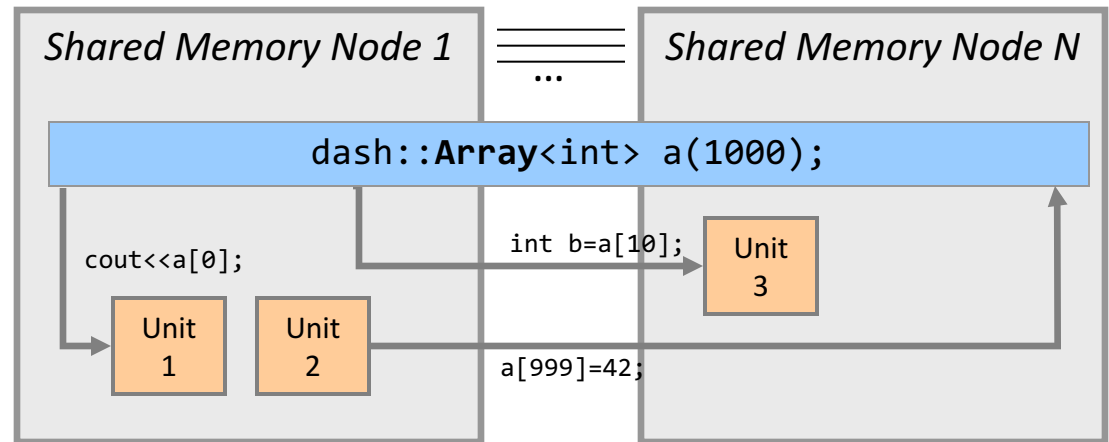 Shared Memory Node 1
...
Shared Memory Node N
dash::Array<int> a(1000);
cout<<a[0];
int b=a[10];
Unit
3
Unit
1
Unit
2
a[999]=42;